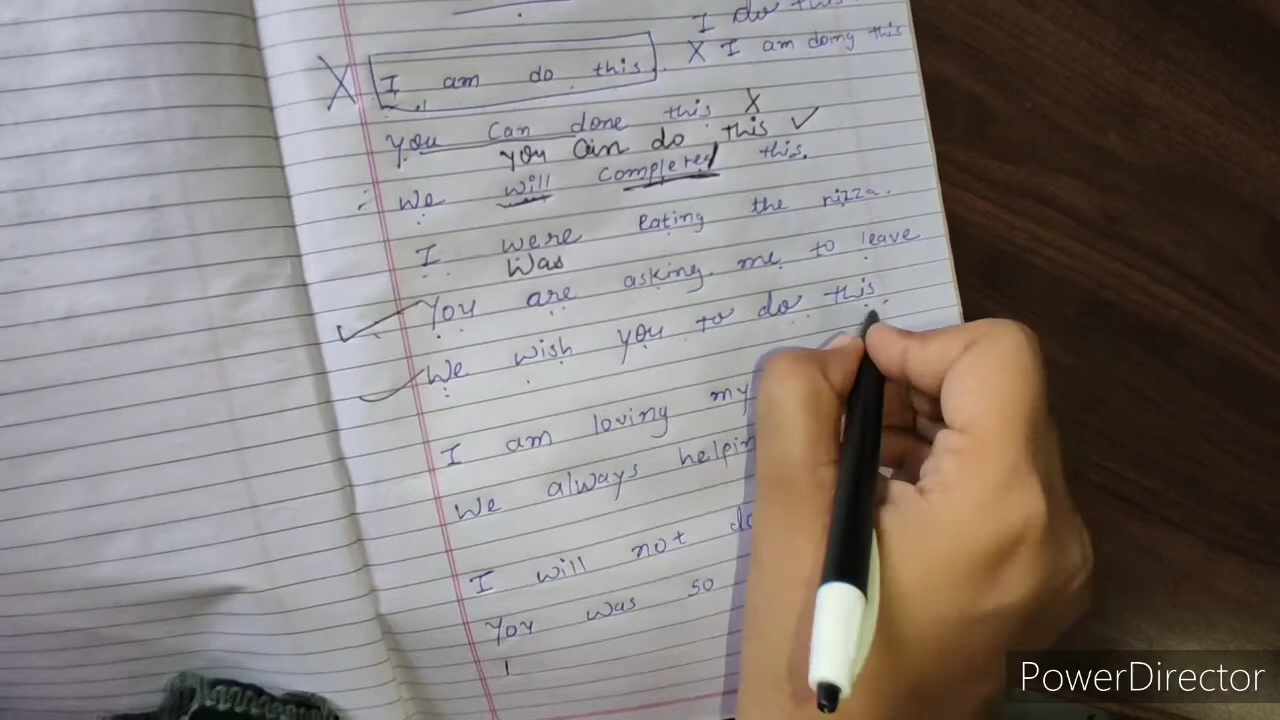 I do this
X I am doing this
X I am do this.
You can done this X
you can do this ✓
We will completed this.
I were eating the pizza.
Was
You are asking me to leave
We wish you to do this.
I am loving my
We always
I will not
You was so
PowerDirector